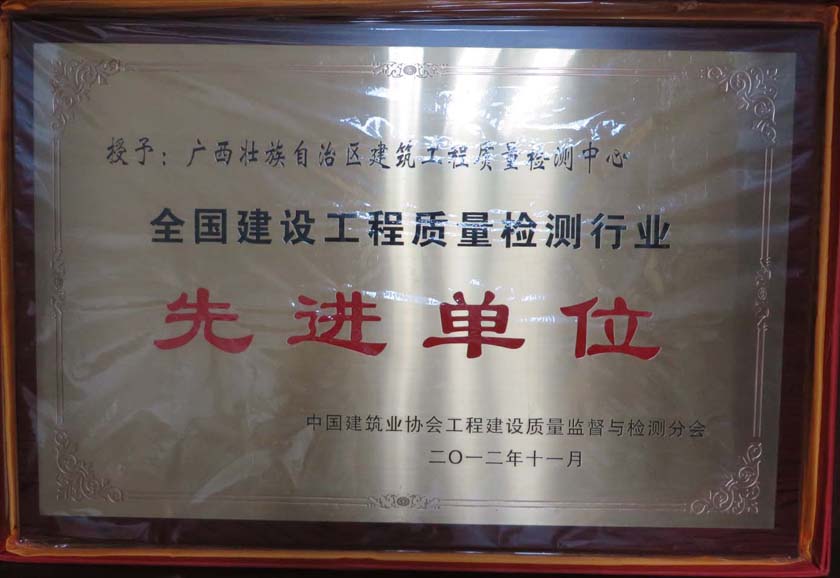 授予：广西壮族自治区建筑工程质量检测中心
全国建设工程质量检测行业
先进单位
中国建筑业协会工程建设质量监督与检测分会
二〇一二年十一月